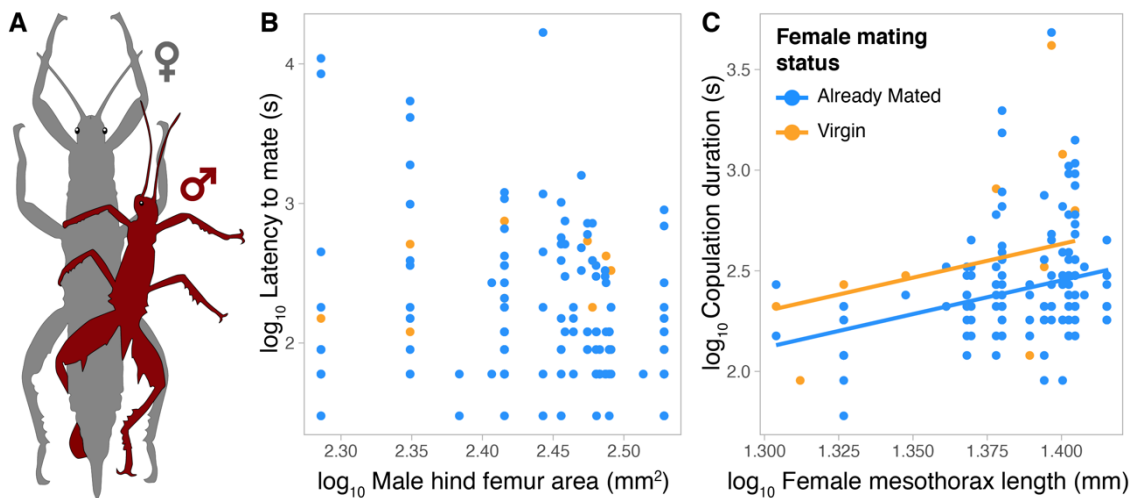 A
♀
♂
B
log₁₀ Latency to mate (s)
4
3
2
2.30 2.35 2.40 2.45 2.50
log₁₀ Male hind femur area (mm²)
C
Female mating
status
Already Mated
Virgin
log₁₀ Copulation duration (s)
3.5
3.0
2.5
2.0
1.300 1.325 1.350 1.375 1.400
log₁₀ Female mesothorax length (mm)